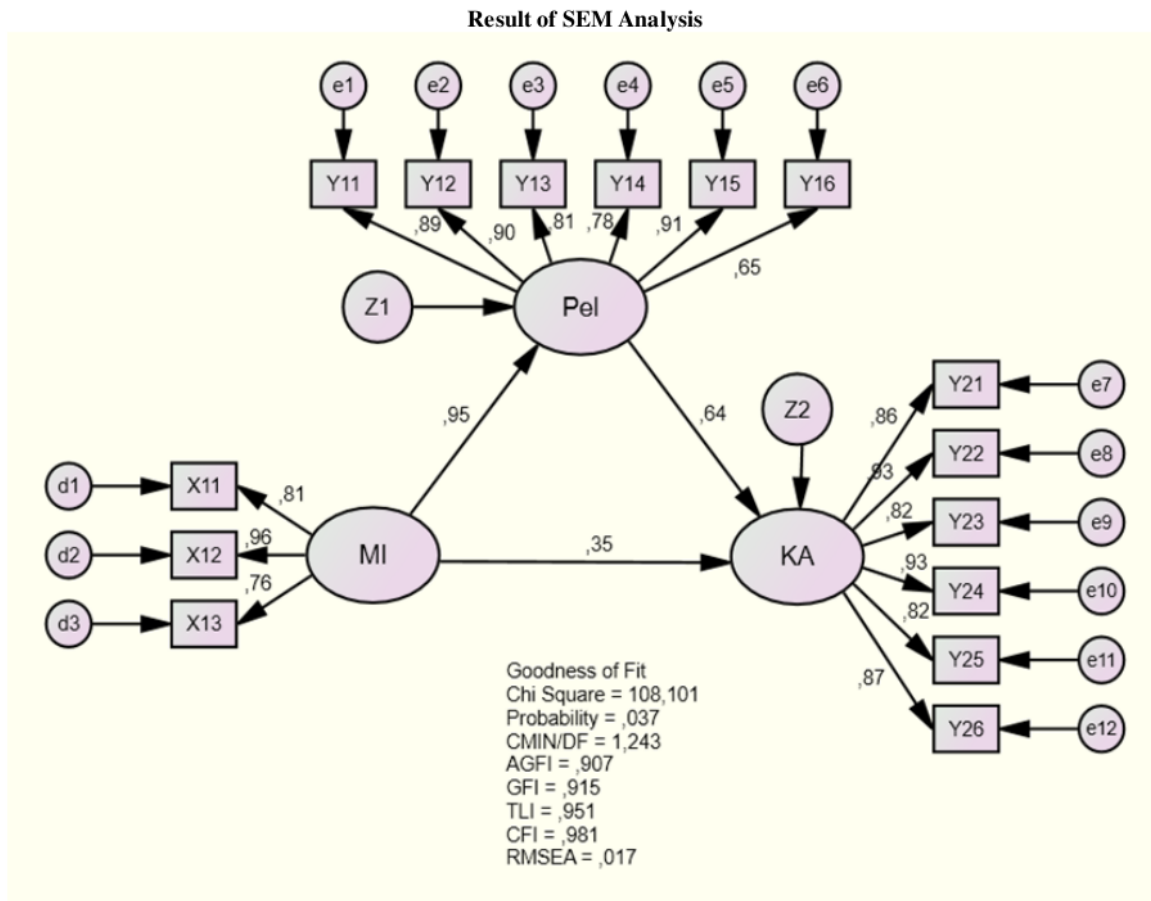 Result of SEM Analysis
e1 e2 e3 e4 e5 e6
Y11 Y12 Y13 Y14 Y15 Y16
,89 ,90 ,81 ,78 ,91 ,65
Z1 Pel
,95 ,64
Z2
,86 Y21 e7
,93 Y22 e8
,82 Y23 e9
,93 Y24 e10
,82 Y25 e11
,87 Y26 e12
d1 X11 ,81
d2 X12 ,96
d3 X13 ,76
MI ,35 KA
Goodness of Fit
Chi Square = 108,101
Probability = ,037
CMIN/DF = 1,243
AGFI = ,907
GFI = ,915
TLI = ,951
CFI = ,981
RMSEA = ,017